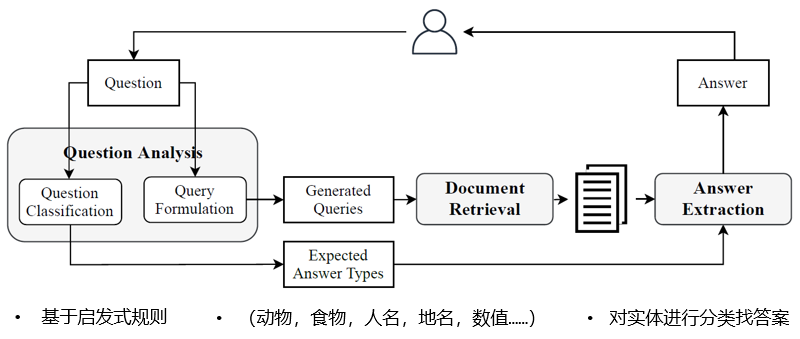 Question
Answer
Question Analysis
Question
Classification
Query
Formulation
Generated
Queries
Document
Retrieval
Answer
Extraction
Expected
Answer Types
• 基于启发式规则
• （动物，食物，人名，地名，数值......）
• 对实体进行分类找答案